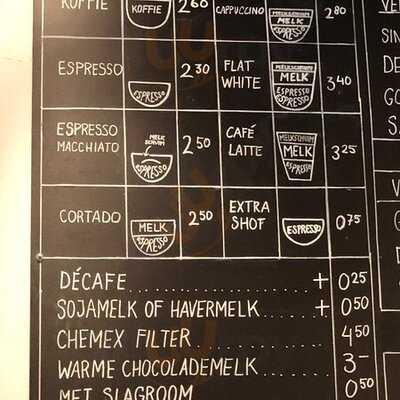 KOFFIE
KOFFIE
2 60
CAPPUCCINO
MELKSCHUIM
MELK
ESPRESSO
2 80
ESPRESSO
ESPRESSO
2 30
FLAT
WHITE
MELKSCHUIM
MELK
ESPRESSO
ESPRESSO
3 40
ESPRESSO
MACCHIATO
MELK
SCHUIM
ESPRESSO
2 50
CAFÉ
LATTE
MELKSCHUIM
MELK
ESPRESSO
3 25
CORTADO
MELK
ESPRESSO
2 50
EXTRA
SHOT
ESPRESSO
0 75
DÉCAFE................ + 0 25
SOJAMELK OF HAVERMELK...... + 0 50
CHEMEX FILTER............. 4 50
WARME CHOCOLADEMELK....... 3-
MET SLAGROOM 0 50